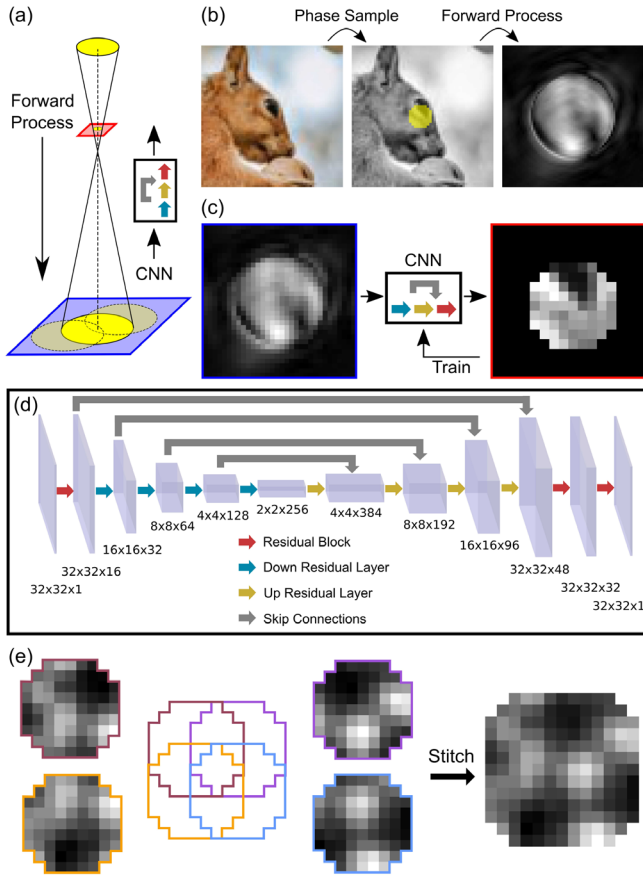 (a)
Forward
Process
CNN
(b)
Phase Sample
Forward Process
(c)
CNN
Train
(d)
32x32x1
32x32x16
16x16x32
8x8x64
4x4x128
2x2x256
4x4x384
8x8x192
16x16x96
32x32x48
32x32x32
32x32x1
Residual Block
Down Residual Layer
Up Residual Layer
Skip Connections
(e)
Stitch